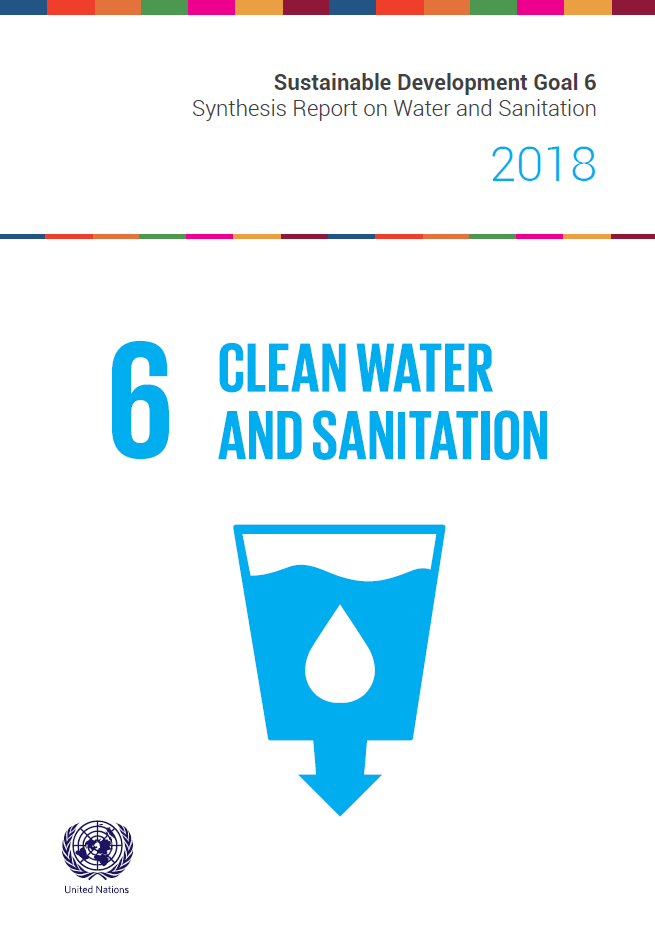 Sustainable Development Goal 6
Synthesis Report on Water and Sanitation
2018
6
CLEAN WATER
AND SANITATION
United Nations